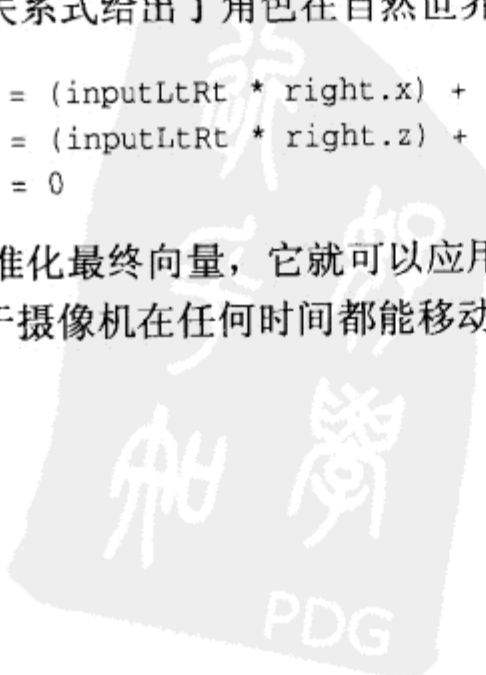 关系式给出了角色在自然世界
= (inputLtRt * right.x) +
= (inputLtRt * right.z) +
= 0
准化最终向量，它就可以应用
于摄像机在任何时间都能移动
PDG